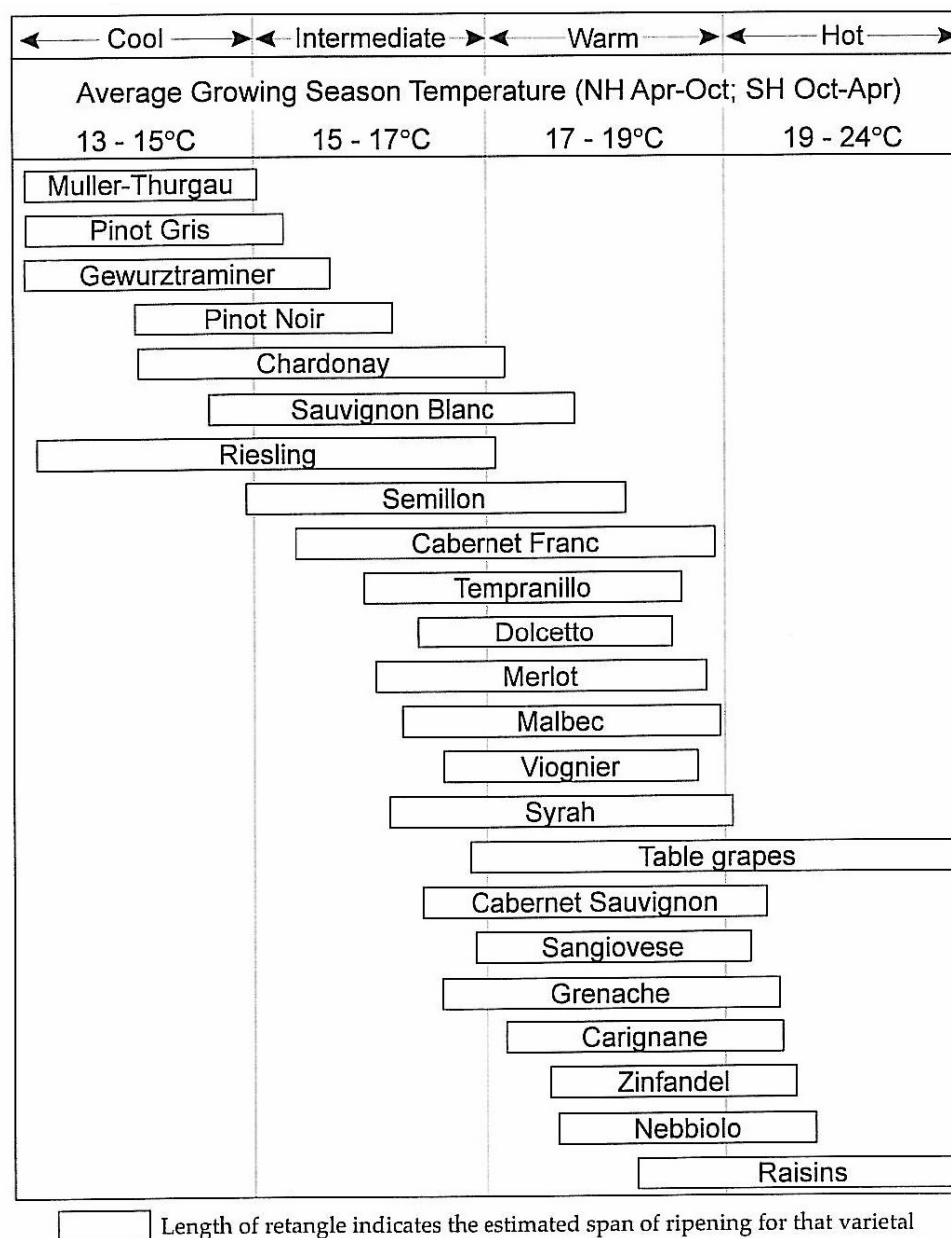 Cool Intermediate Warm Hot
Average Growing Season Temperature (NH Apr-Oct; SH Oct-Apr)
13 - 15°C 15 - 17°C 17 - 19°C 19 - 24°C
Muller-Thurgau
Pinot Gris
Gewurztraminer
Pinot Noir
Chardonay
Sauvignon Blanc
Riesling
Semillon
Cabernet Franc
Tempranillo
Dolcetto
Merlot
Malbec
Viognier
Syrah
Table grapes
Cabernet Sauvignon
Sangiovese
Grenache
Carignane
Zinfandel
Nebbiolo
Raisins
Length of retangle indicates the estimated span of ripening for that varietal